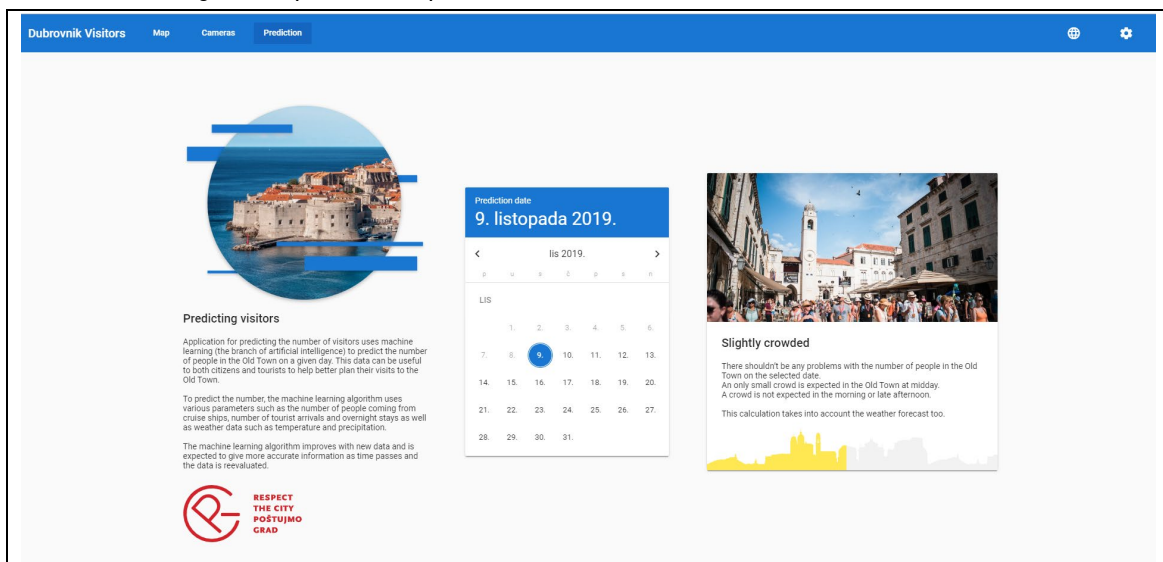 Dubrovnik Visitors Map Cameras Prediction
Predicting visitors
Application for predicting the number of visitors uses machine
learning (the branch of artificial intelligence) to predict the number
of people in the Old Town on a given day. This data can be useful
to both citizens and tourists to help better plan their visits to the
Old Town.
To predict the number, the machine learning algorithm uses
various parameters such as the number of people coming from
cruise ships, number of tourist arrivals and overnight stays as well
as weather data such as temperature and precipitation.
The machine learning algorithm improves with new data and is
expected to give more accurate information as time passes and
the data is reevaluated.
RESPECT
THE CITY
POŠTUJMO
GRAD
Prediction date
9. listopada 2019.
lis 2019.
p u s č p s n
LIS
1. 2. 3. 4. 5. 6.
7. 8. 9. 10. 11. 12. 13.
14. 15. 16. 17. 18. 19. 20.
21. 22. 23. 24. 25. 26. 27.
28. 29. 30. 31.
Slightly crowded
There shouldn't be any problems with the number of people in the Old
Town on the selected date.
An only small crowd is expected in the Old Town at midday.
A crowd is not expected in the morning or late afternoon.
This calculation takes into account the weather forecast too.